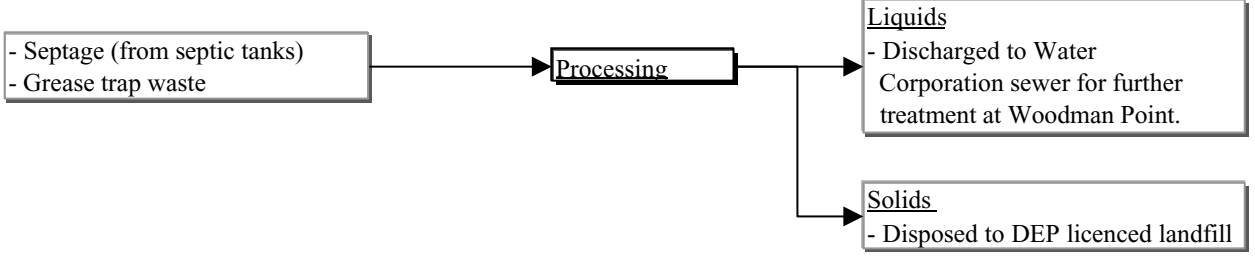 - Septage (from septic tanks)
- Grease trap waste
Processing
Liquids
- Discharged to Water
Corporation sewer for further
treatment at Woodman Point.
Solids
- Disposed to DEP licenced landfill